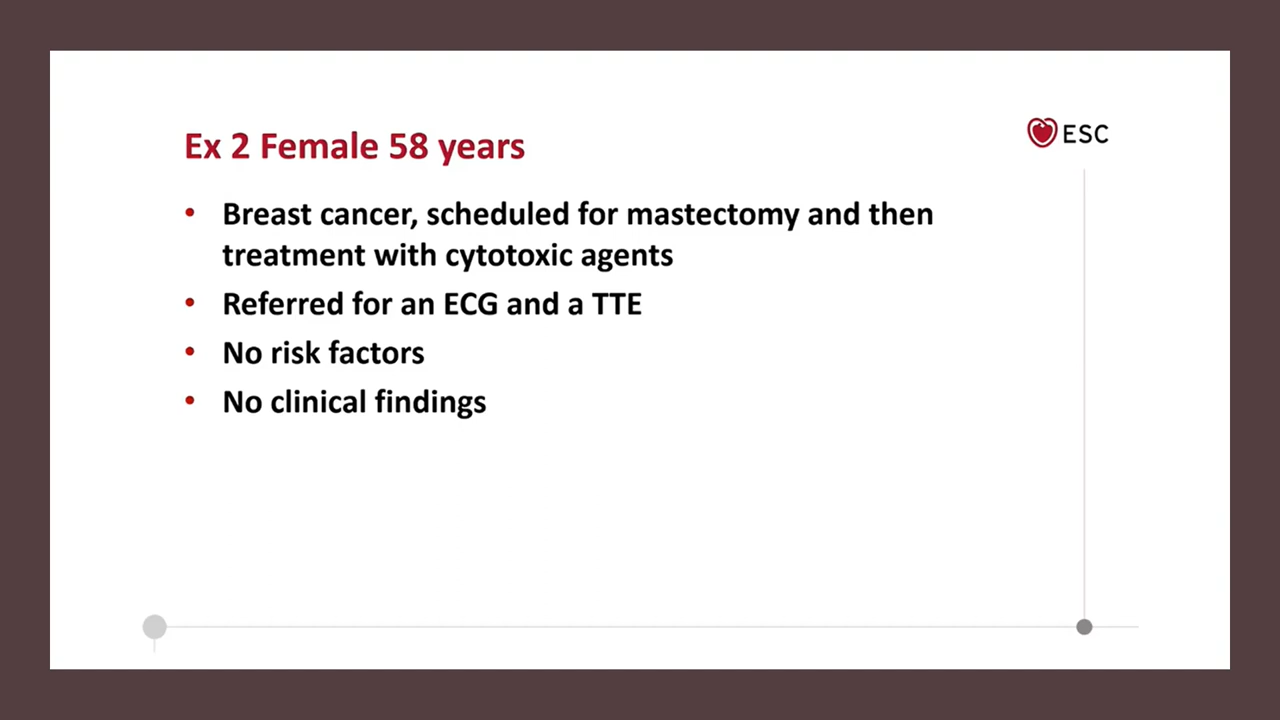 Ex 2 Female 58 years
ESC
• Breast cancer, scheduled for mastectomy and then
treatment with cytotoxic agents
• Referred for an ECG and a TTE
• No risk factors
• No clinical findings